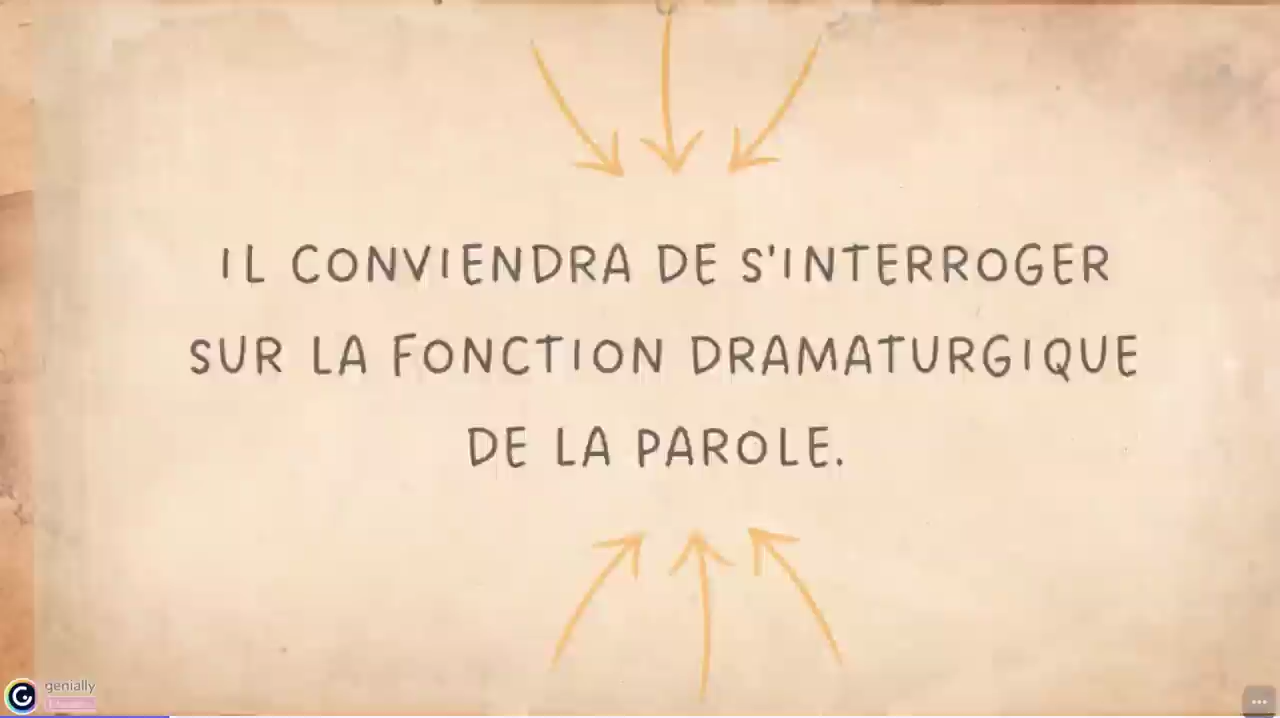 IL CONVIENDRA DE S'INTERROGER
SUR LA FONCTION DRAMATURGIQUE
DE LA PAROLE.
genially